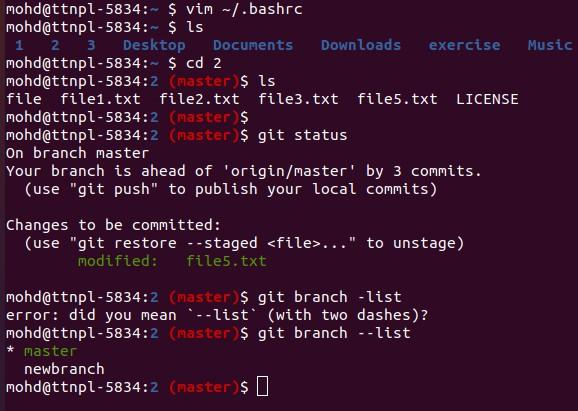 mohd@ttnpl-5834:~ $ vim ~/.bashrc
mohd@ttnpl-5834:~ $ ls
1 2 3 Desktop Documents Downloads exercise Music
mohd@ttnpl-5834:~ $ cd 2
mohd@ttnpl-5834:2 (master)$ ls
file file1.txt file2.txt file3.txt file5.txt LICENSE
mohd@ttnpl-5834:2 (master)$
mohd@ttnpl-5834:2 (master)$ git status
On branch master
Your branch is ahead of 'origin/master' by 3 commits.
(use "git push" to publish your local commits)
Changes to be committed:
(use "git restore --staged <file>..." to unstage)
modified: file5.txt
mohd@ttnpl-5834:2 (master)$ git branch -list
error: did you mean `--list` (with two dashes)?
mohd@ttnpl-5834:2 (master)$ git branch --list
* master
newbranch
mohd@ttnpl-5834:2 (master)$